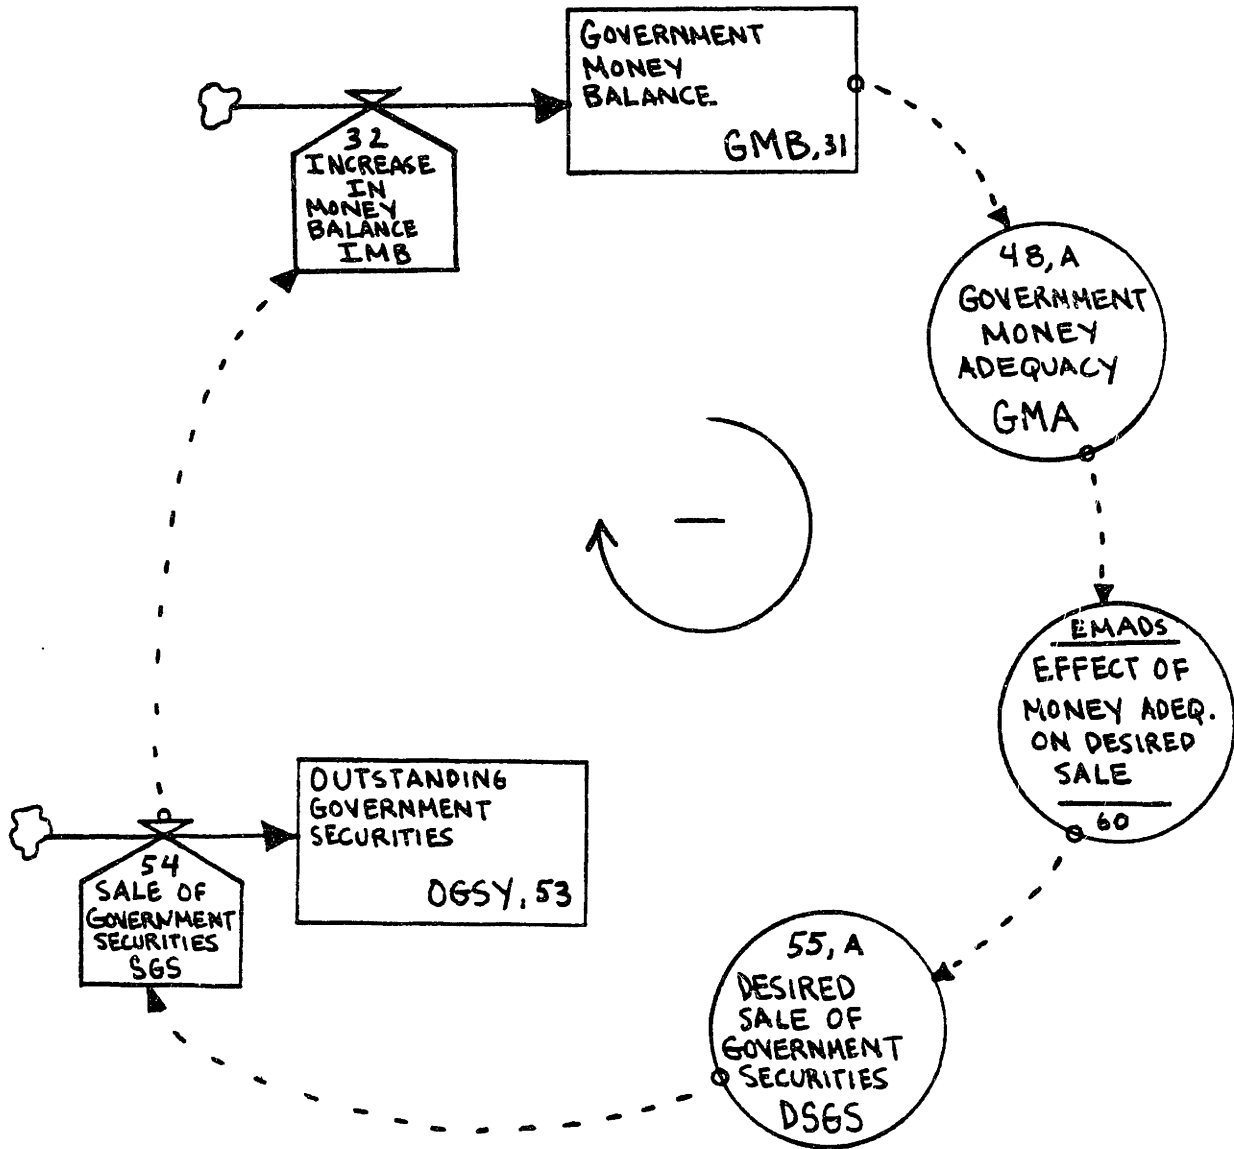 GOVERNMENT
MONEY
BALANCE
GMB, 31
32
INCREASE
IN
MONEY
BALANCE
IMB
48, A
GOVERNMENT
MONEY
ADEQUACY
GMA
—
EMADS
EFFECT OF
MONEY ADEQ.
ON DESIRED
SALE
60
OUTSTANDING
GOVERNMENT
SECURITIES
OGSY, 53
54
SALE OF
GOVERNMENT
SECURITIES
SGS
55, A
DESIRED
SALE OF
GOVERNMENT
SECURITIES
DSGS